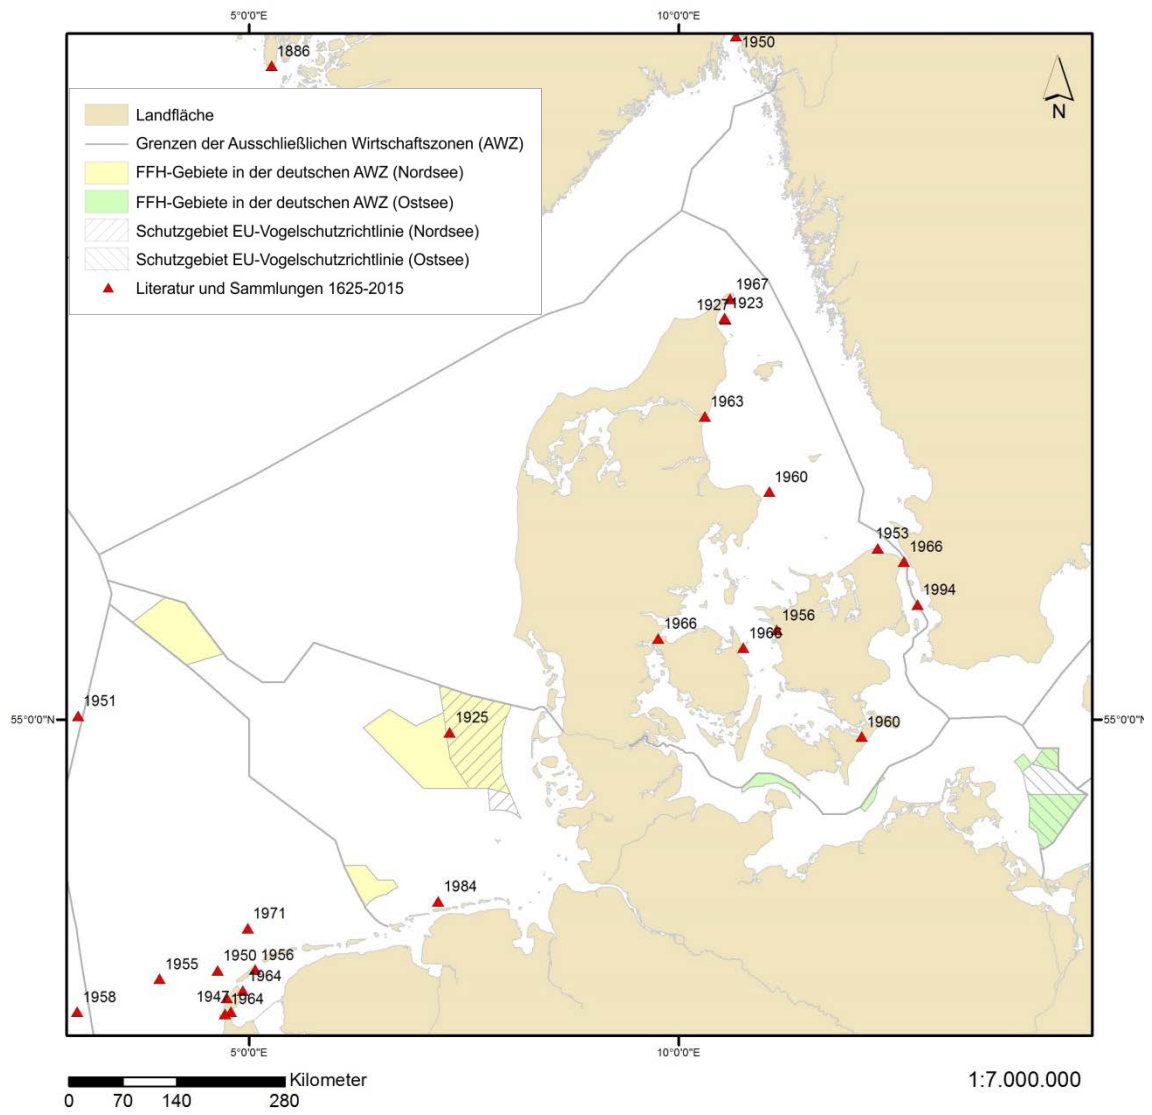 5°0'0"E 10°0'0"E
1886
1950
N
Landfläche
Grenzen der Ausschließlichen Wirtschaftszonen (AWZ)
FFH-Gebiete in der deutschen AWZ (Nordsee)
FFH-Gebiete in der deutschen AWZ (Ostsee)
Schutzgebiet EU-Vogelschutzrichtlinie (Nordsee)
Schutzgebiet EU-Vogelschutzrichtlinie (Ostsee)
Literatur und Sammlungen 1625-2015
1967
1927 1923
1963
1960
1953
1966
1994
1956
1966
1966
1951
55°0'0"N 55°0'0"N
1925
1960
1984
1971
1950 1956
1955
1964
1958
1947 1964
5°0'0"E 10°0'0"E
Kilometer
1:7.000.000
0 70 140 280